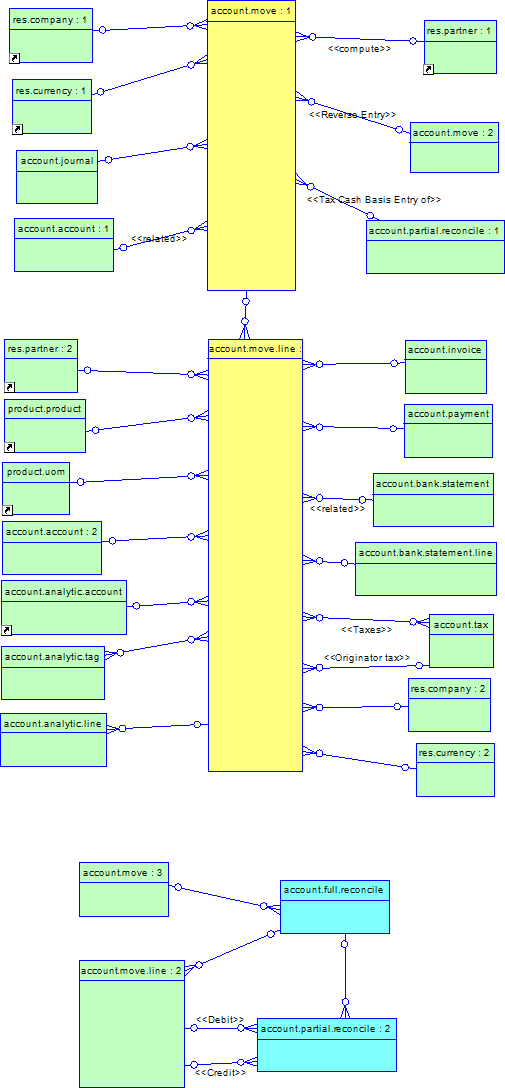 account.move : 1
res.company : 1
res.partner : 1
<<compute>>
res.currency : 1
<<Reverse Entry>>
account.move : 2
account.journal
<<Tax Cash Basis Entry of>>
account.account : 1
<<related>>
account.partial.reconcile : 1
account.move.line :
res.partner : 2
account.invoice
product.product
account.payment
product.uom
account.bank.statement
<<related>>
account.account : 2
account.bank.statement.line
account.analytic.account
account.tax
<<Taxes>>
account.analytic.tag
<<Originator tax>>
res.company : 2
account.analytic.line
res.currency : 2
account.move : 3
account.full.reconcile
account.move.line : 2
<<Debit>>
account.partial.reconcile : 2
<<Credit>>